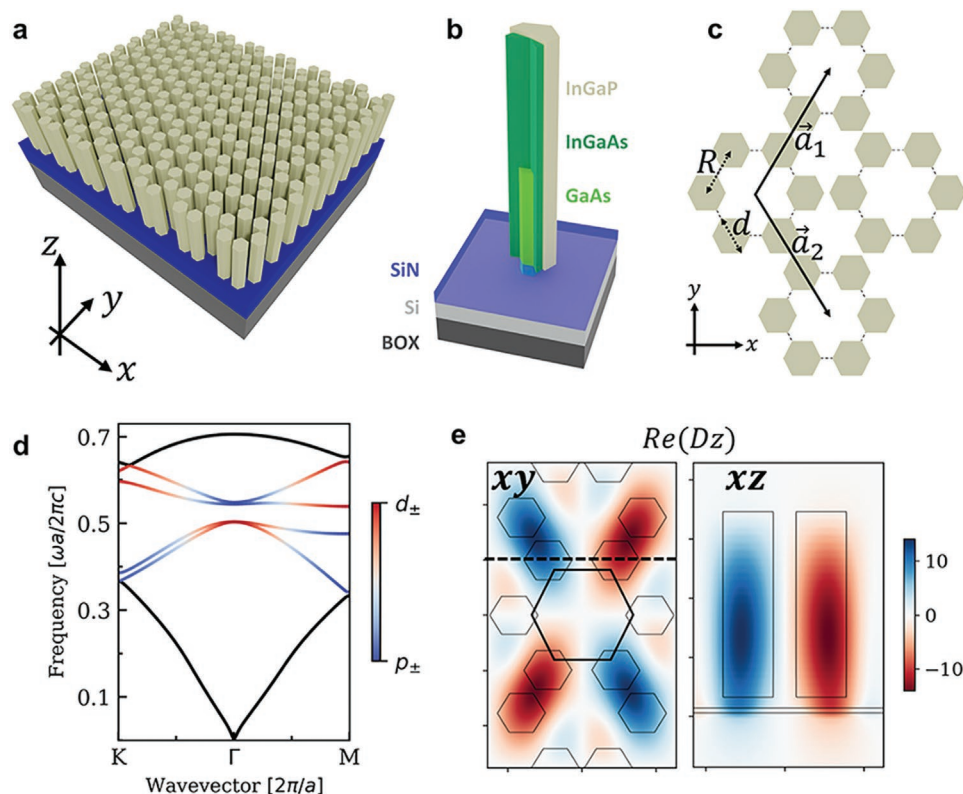 a
z
y
x
b
InGaP
InGaAs
GaAs
SiN
Si
BOX
c
R
d
a⃗1
a⃗2
y
x
d
Frequency [ωa/2πc]
0.7
0.5
0.3
0.1
K
Γ
M
Wavevector [2π/a]
d±
p±
e
Re(Dz)
xy
xz
10
0
−10